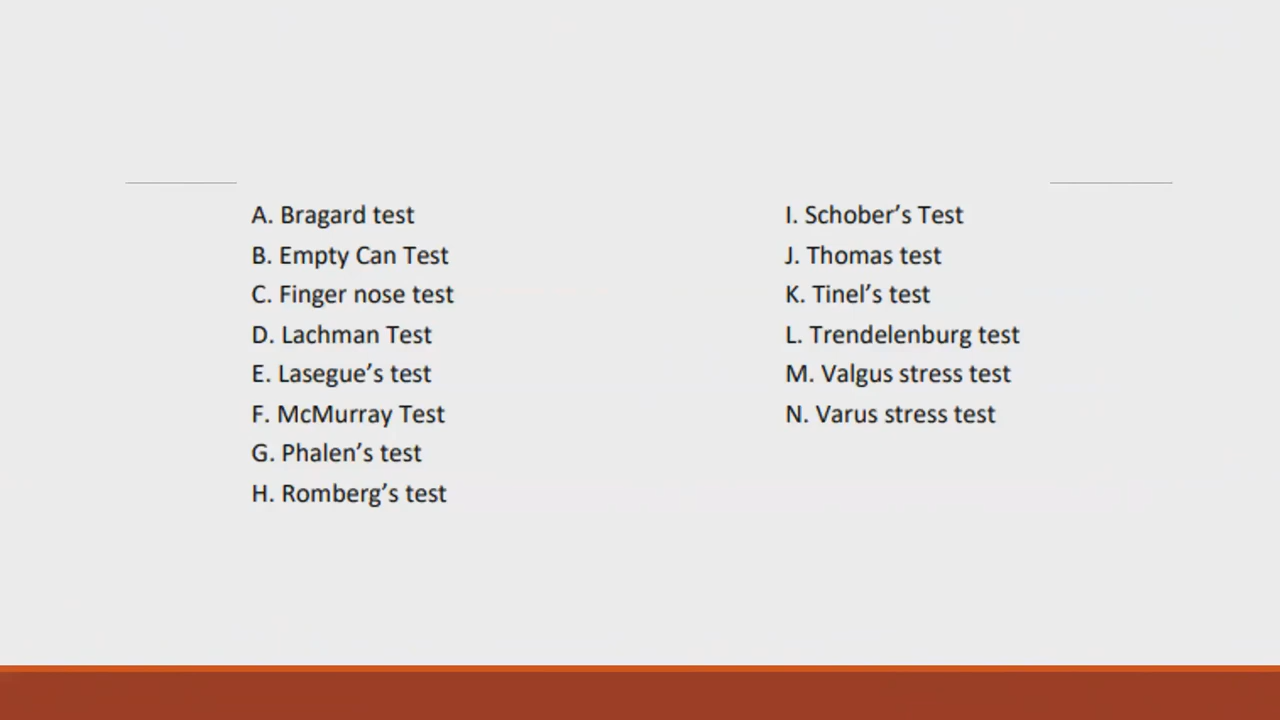 A. Bragard test
B. Empty Can Test
C. Finger nose test
D. Lachman Test
E. Lasegue’s test
F. McMurray Test
G. Phalen’s test
H. Romberg’s test
I. Schober’s Test
J. Thomas test
K. Tinel’s test
L. Trendelenburg test
M. Valgus stress test
N. Varus stress test